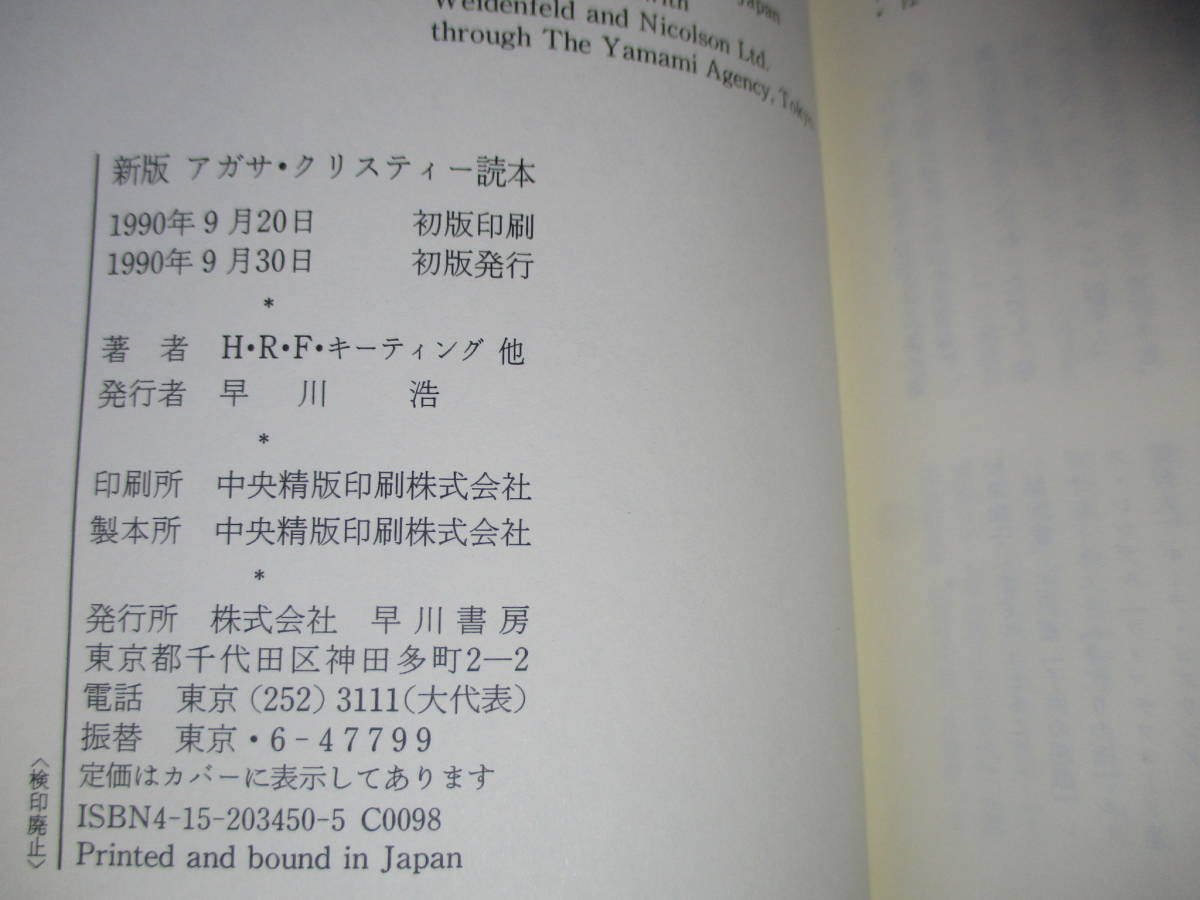 with Japan
Weidenfeld and Nicolson Ltd.
through The Yamami Agency, Tokyo
新版 アガサ・クリスティー読本
1990年9月20日 初版印刷
1990年9月30日 初版発行
*
著者 H・R・F・キーティング 他
発行者 早川 浩
*
印刷所 中央精版印刷株式会社
製本所 中央精版印刷株式会社
*
発行所 株式会社 早川書房
東京都千代田区神田多町2—2
電話 東京(252)3111(大代表)
振替 東京・6-47799
定価はカバーに表示してあります
ISBN4-15-203450-5 C0098
Printed and bound in Japan
〈検印廃止〉